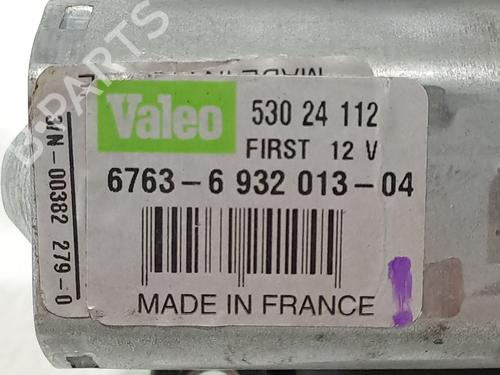 Valeo
530 24 112
FIRST 12 V
6763-6 932 013-04
MADE IN FRANCE
S/N-00382 279-0
B-PARTS